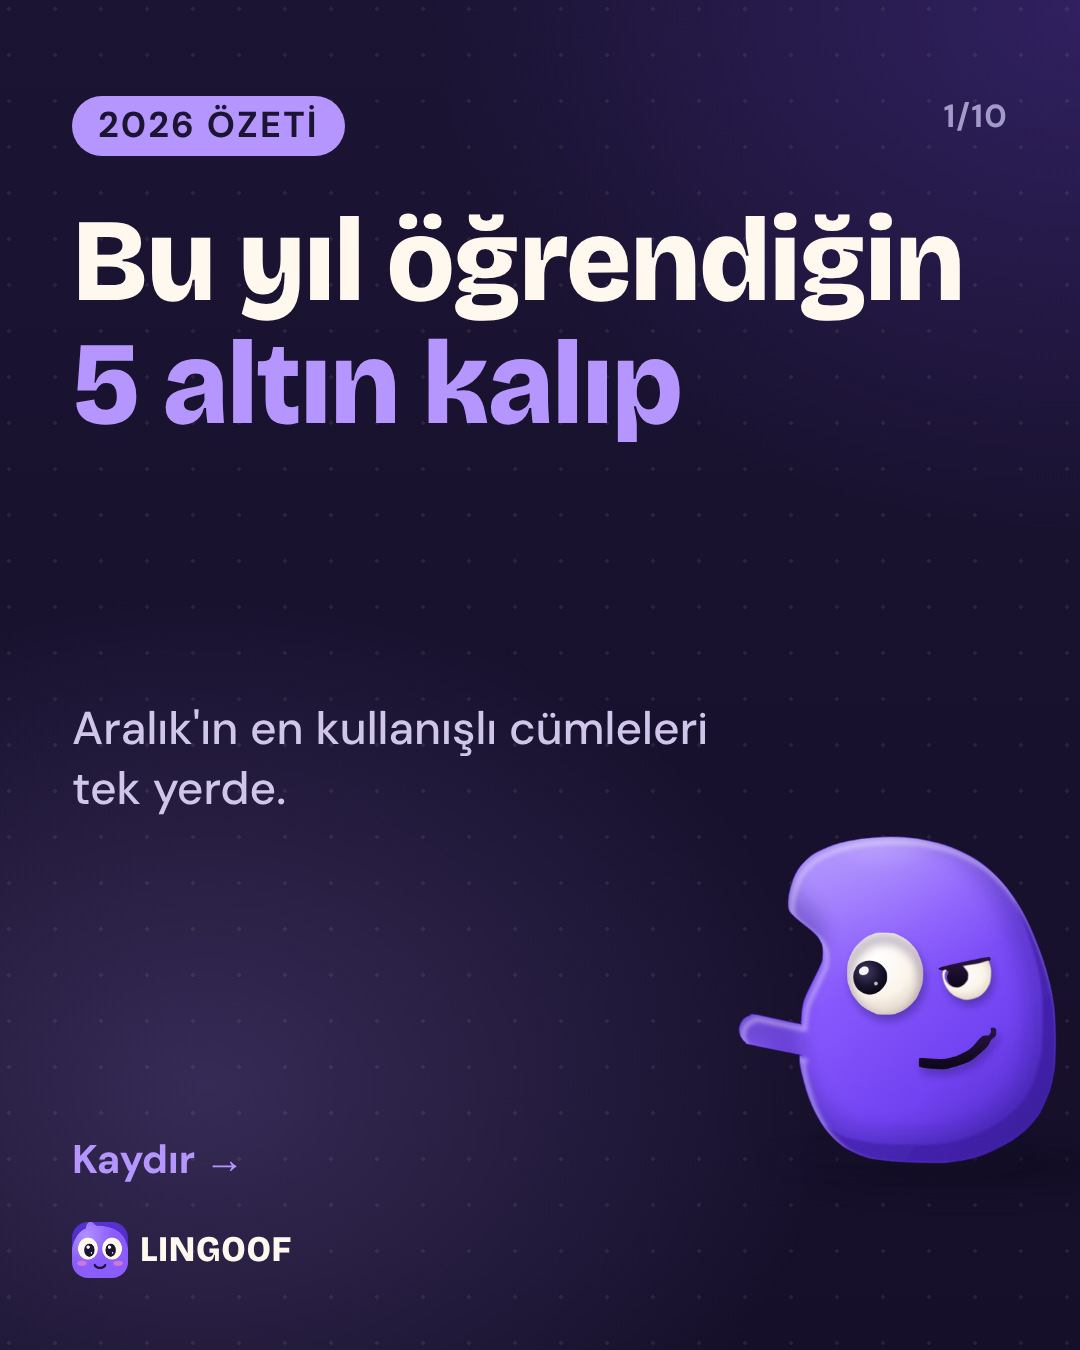 2026 ÖZETİ
1/10
Bu yıl öğrendiğin
5 altın kalıp
Aralık'ın en kullanışlı cümleleri
tek yerde.
Kaydır →
LINGOOF